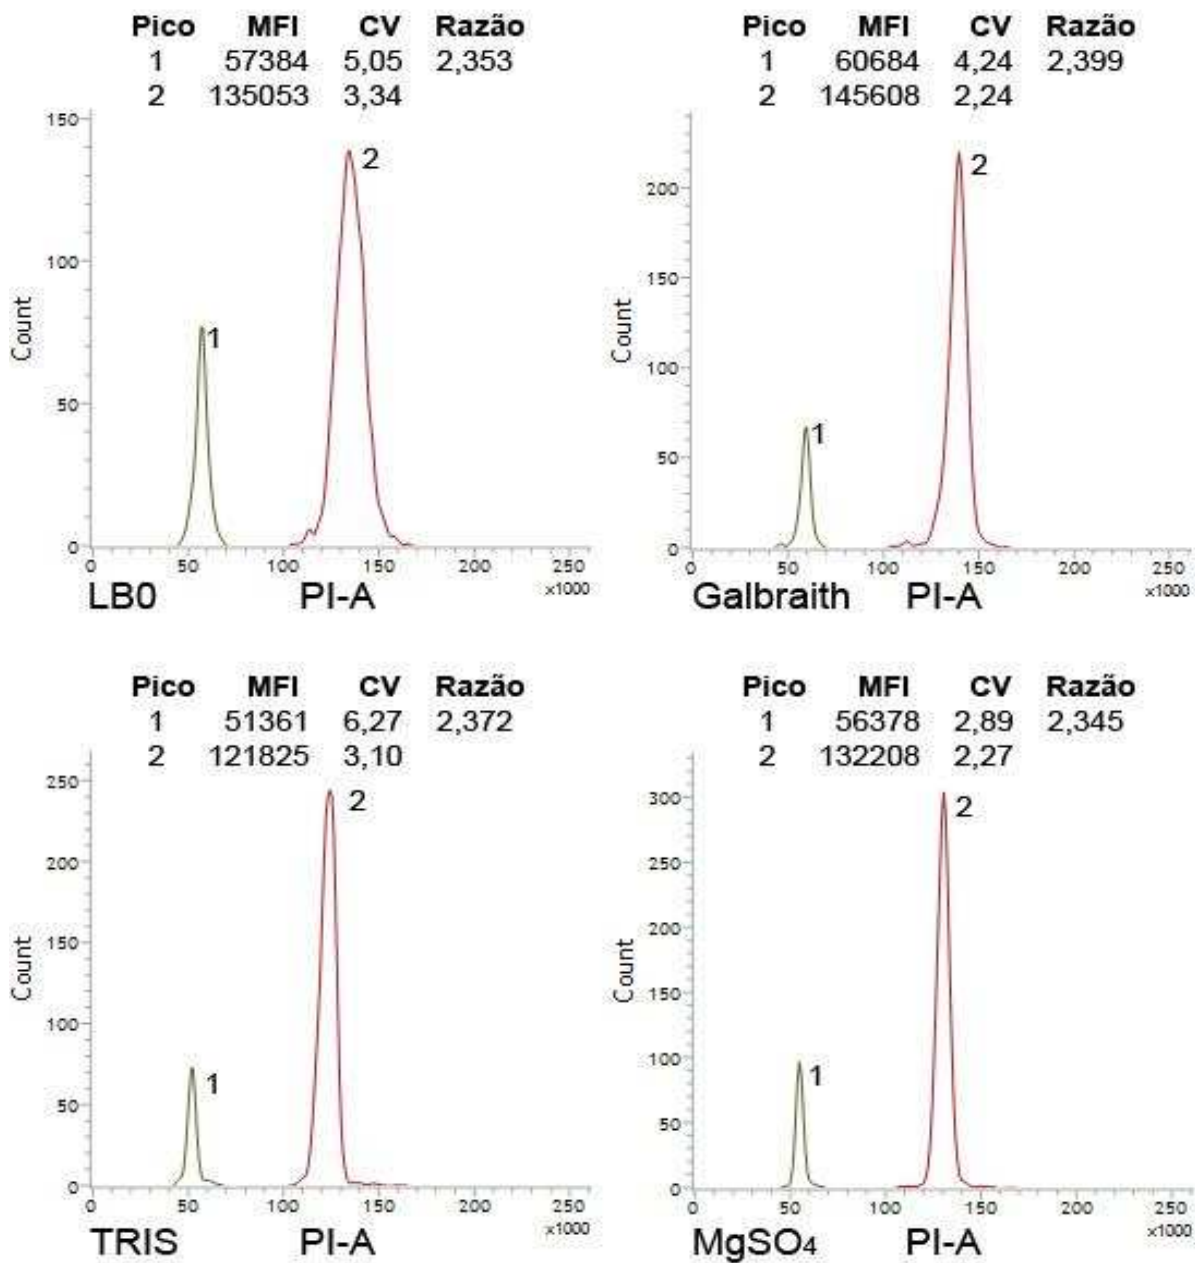 Pico MFI CV Razão
1 57384 5,05 2,353
2 135053 3,34
150
100
50
0
Count
1
2
0 50 100 150 200 250
x1000
LB0 PI-A
Pico MFI CV Razão
1 60684 4,24 2,399
2 145608 2,24
200
150
100
50
0
Count
1
2
0 50 100 150 200 250
x1000
Galbraith PI-A
Pico MFI CV Razão
1 51361 6,27 2,372
2 121825 3,10
250
200
150
100
50
0
Count
1
2
0 50 100 150 200 250
x1000
TRIS PI-A
Pico MFI CV Razão
1 56378 2,89 2,345
2 132208 2,27
300
250
200
150
100
50
0
Count
1
2
0 50 100 150 200 250
x1000
MgSO4 PI-A